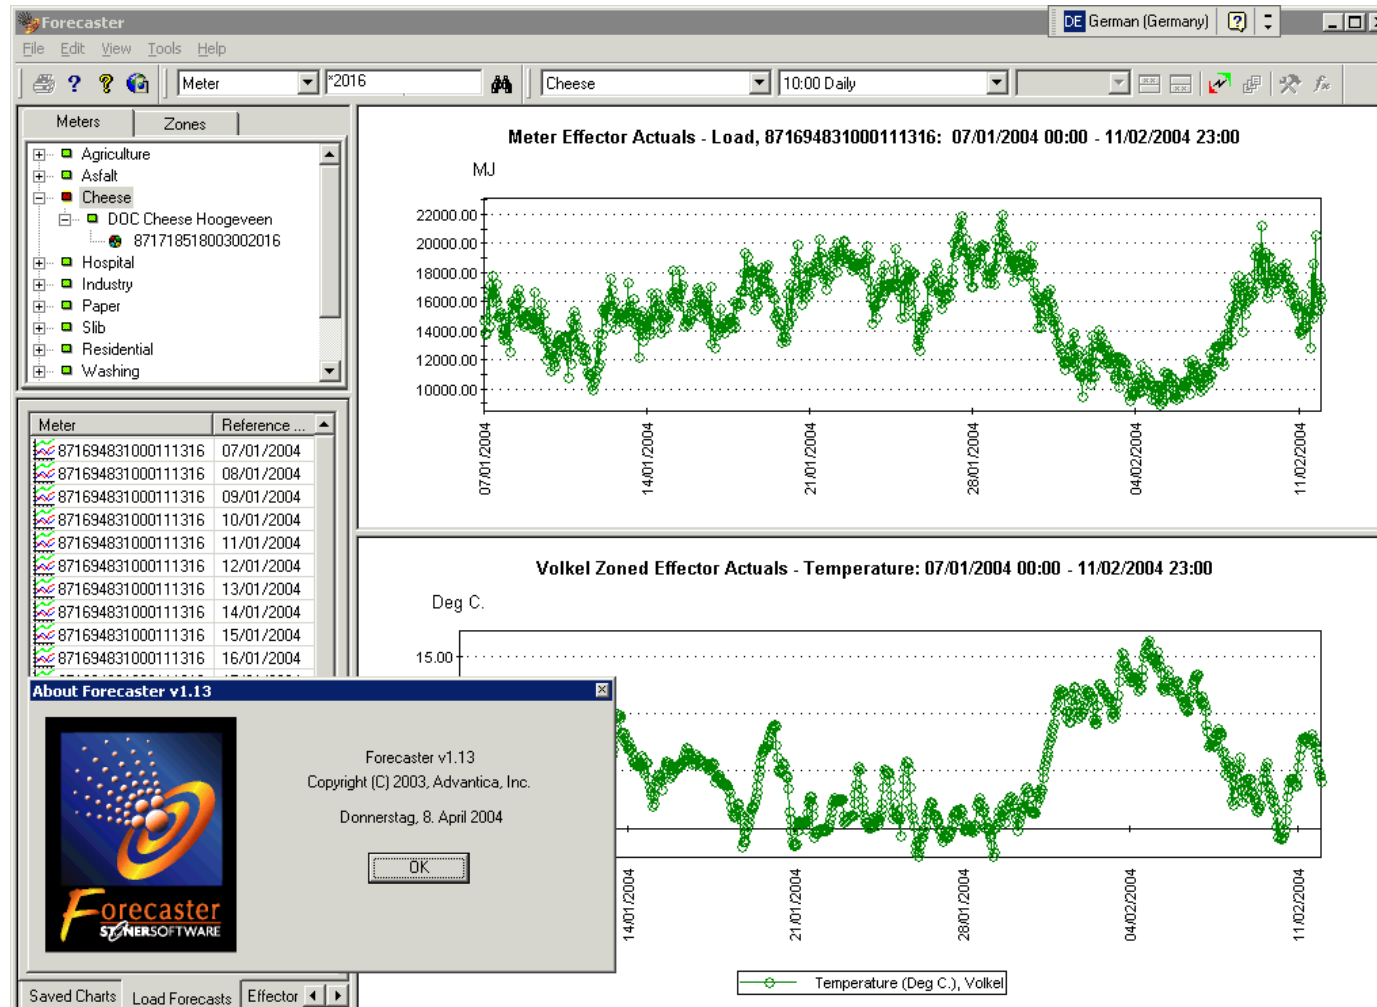 Forecaster
DE German (Germany)
File Edit View Tools Help
Meter *2016 Cheese 10:00 Daily
Meters Zones
Agriculture
Asfalt
Cheese
DOC Cheese Hoogeveen
871718518003002016
Hospital
Industry
Paper
Slib
Residential
Washing
Meter Reference ...
871694831000111316 07/01/2004
871694831000111316 08/01/2004
871694831000111316 09/01/2004
871694831000111316 10/01/2004
871694831000111316 11/01/2004
871694831000111316 12/01/2004
871694831000111316 13/01/2004
871694831000111316 14/01/2004
871694831000111316 15/01/2004
871694831000111316 16/01/2004
Meter Effector Actuals - Load, 871694831000111316: 07/01/2004 00:00 - 11/02/2004 23:00
MJ
22000.00
20000.00
18000.00
16000.00
14000.00
12000.00
10000.00
07/01/2004
14/01/2004
21/01/2004
28/01/2004
04/02/2004
11/02/2004
Volkel Zoned Effector Actuals - Temperature: 07/01/2004 00:00 - 11/02/2004 23:00
Deg C.
15.00
14/01/2004
21/01/2004
28/01/2004
04/02/2004
11/02/2004
Temperature (Deg C.), Volkel
About Forecaster v1.13
Forecaster v1.13
Copyright (C) 2003, Advantica, Inc.
Donnerstag, 8. April 2004
OK
Forecaster
STONERSOFTWARE
Saved Charts Load Forecasts Effector